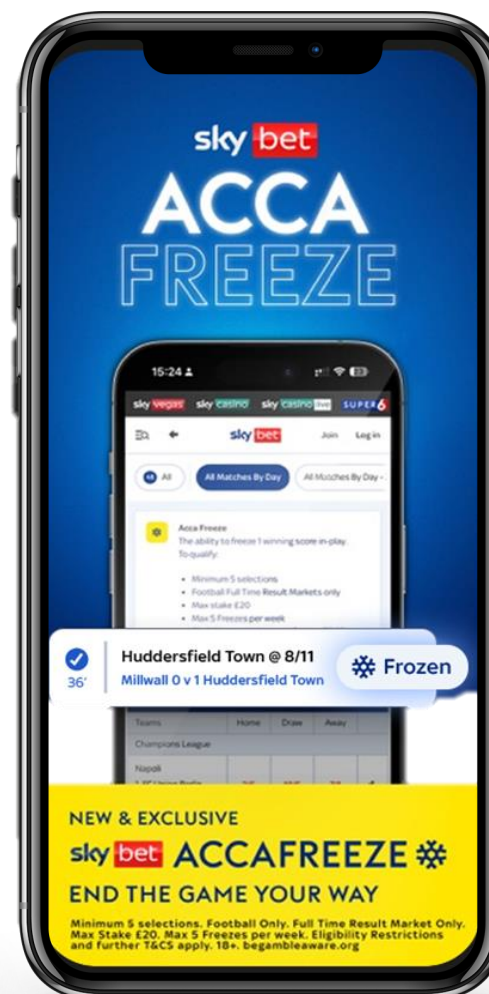 sky bet
ACCA
FREEZE
15:24
sky vegas sky casino sky casino live SUPER 6
sky bet Join Log in
All All Matches By Day All Matches By Day -
Acca Freeze
The ability to freeze 1 winning score in-play.
To qualify:
• Minimum 5 selections
• Football Full Time Result Markets only
• Max stake £20
• Max 5 Freezes per week
Huddersfield Town @ 8/11
36' Millwall 0 v 1 Huddersfield Town
Frozen
Teams Home Draw Away
Champions League
Napoli
NEW & EXCLUSIVE
sky bet ACCAFREEZE
END THE GAME YOUR WAY
Minimum 5 selections. Football Only. Full Time Result Market Only.
Max Stake £20. Max 5 Freezes per week. Eligibility Restrictions
and further T&CS apply. 18+. begambleaware.org